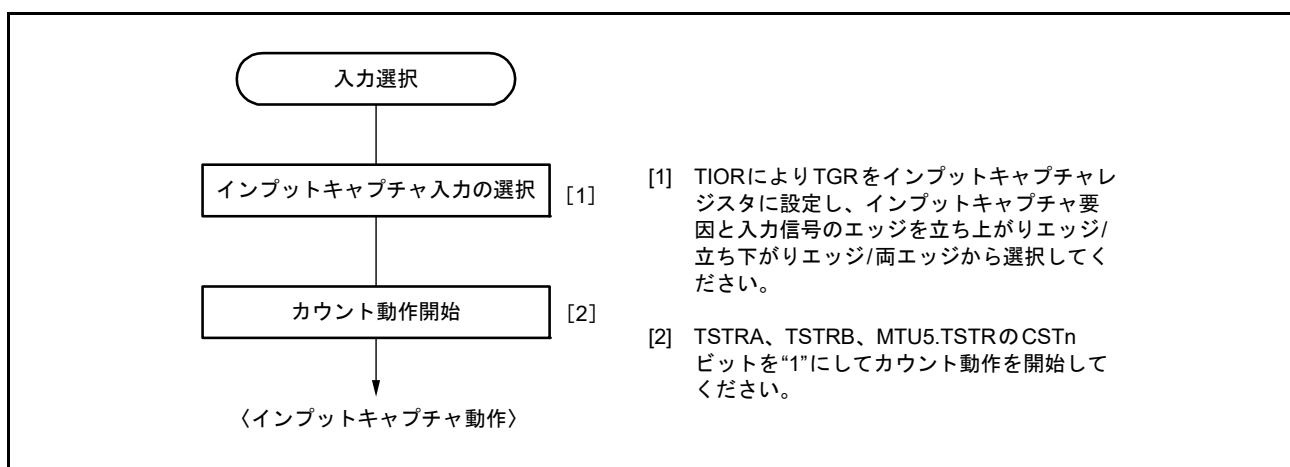 入力選択
インプットキャプチャ入力の選択
[1]
カウント動作開始
[2]
〈インプットキャプチャ動作〉
[1] TIORによりTGRをインプットキャプチャレ
ジスタに設定し、インプットキャプチャ要
因と入力信号のエッジを立ち上がりエッジ/
立ち下がりエッジ/両エッジから選択してく
ださい。
[2] TSTRA、TSTRB、MTU5.TSTRのCSTn
ビットを“1”にしてカウント動作を開始して
ください。